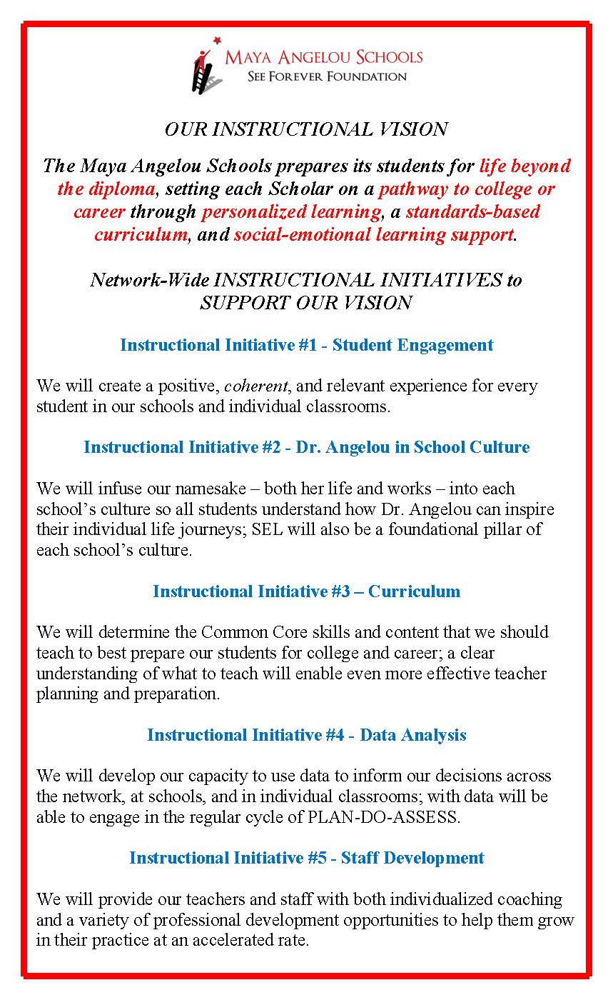 MAYA ANGELOU SCHOOLS
SEE FOREVER FOUNDATION
OUR INSTRUCTIONAL VISION
The Maya Angelou Schools prepares its students for life beyond
the diploma, setting each Scholar on a pathway to college or
career through personalized learning, a standards-based
curriculum, and social-emotional learning support.
Network-Wide INSTRUCTIONAL INITIATIVES to
SUPPORT OUR VISION
Instructional Initiative #1 - Student Engagement
We will create a positive, coherent, and relevant experience for every
student in our schools and individual classrooms.
Instructional Initiative #2 - Dr. Angelou in School Culture
We will infuse our namesake – both her life and works – into each
school’s culture so all students understand how Dr. Angelou can inspire
their individual life journeys; SEL will also be a foundational pillar of
each school’s culture.
Instructional Initiative #3 – Curriculum
We will determine the Common Core skills and content that we should
teach to best prepare our students for college and career; a clear
understanding of what to teach will enable even more effective teacher
planning and preparation.
Instructional Initiative #4 - Data Analysis
We will develop our capacity to use data to inform our decisions across
the network, at schools, and in individual classrooms; with data will be
able to engage in the regular cycle of PLAN-DO-ASSESS.
Instructional Initiative #5 - Staff Development
We will provide our teachers and staff with both individualized coaching
and a variety of professional development opportunities to help them grow
in their practice at an accelerated rate.